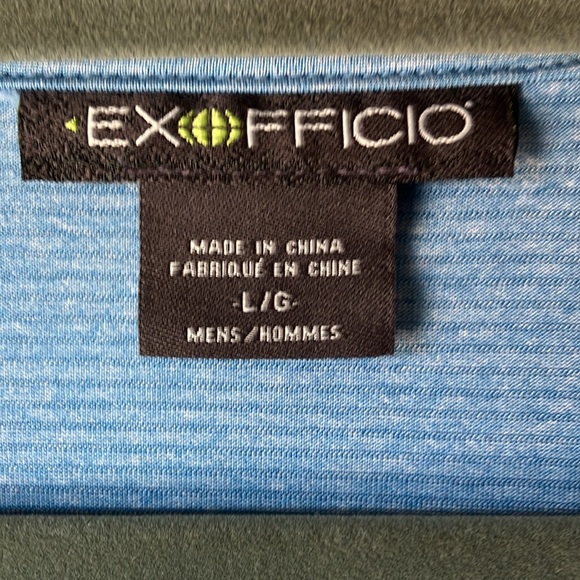 EXOFFICIO
MADE IN CHINA
FABRIQUÉ EN CHINE
-L/G-
MENS/HOMMES